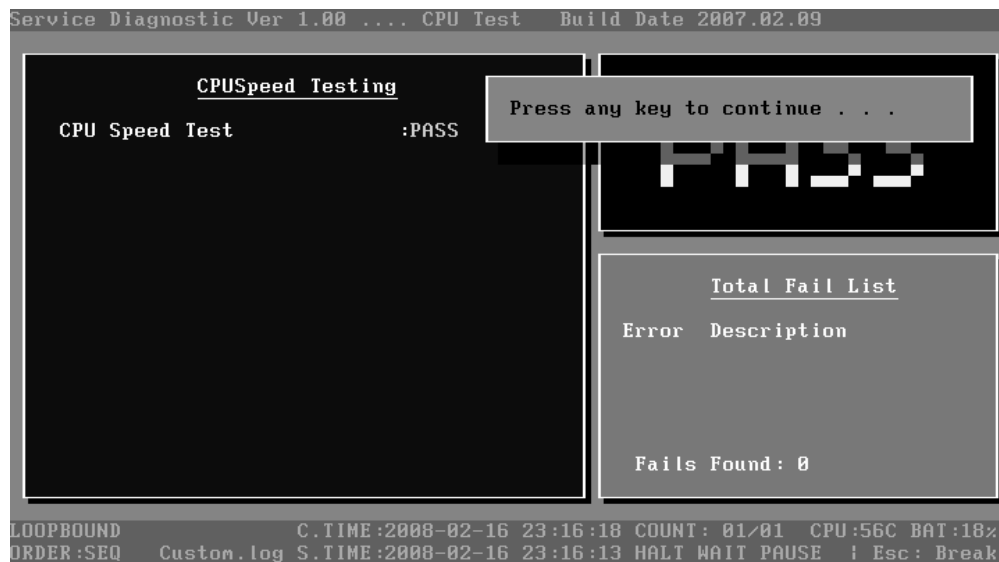 Service Diagnostic Ver 1.00 .... CPU Test Build Date 2007.02.09
CPUSpeed Testing
CPU Speed Test :PASS
Press any key to continue . . .
PASS
Total Fail List
Error Description
Fails Found: 0
LOOPBOUND C.TIME:2008-02-16 23:16:18 COUNT: 01/01 CPU:56C BAT:18%
ORDER:SEQ Custom.log S.TIME:2008-02-16 23:16:13 HALT WAIT PAUSE ¦ Esc: Break